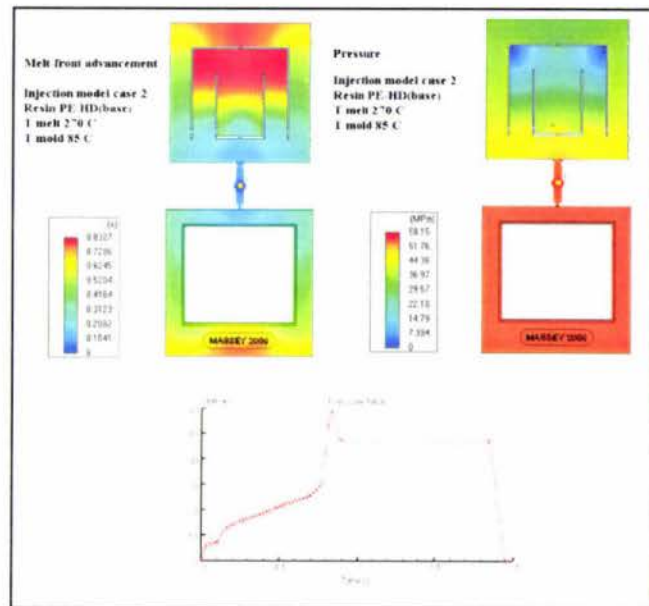 Melt front advancement
Injection model case 2
Resin PE-HD(base)
T melt 270 C
T mold 85 C
Pressure
Injection model case 2
Resin PE-HD(base)
T melt 270 C
T mold 85 C
(s)
0.8327
0.7286
0.6245
0.5204
0.4164
0.3123
0.2082
0.1041
0
(MPa)
59.15
51.76
44.36
36.97
29.57
22.18
14.79
7.394
0
MASSEY 2006
MASSEY 2006